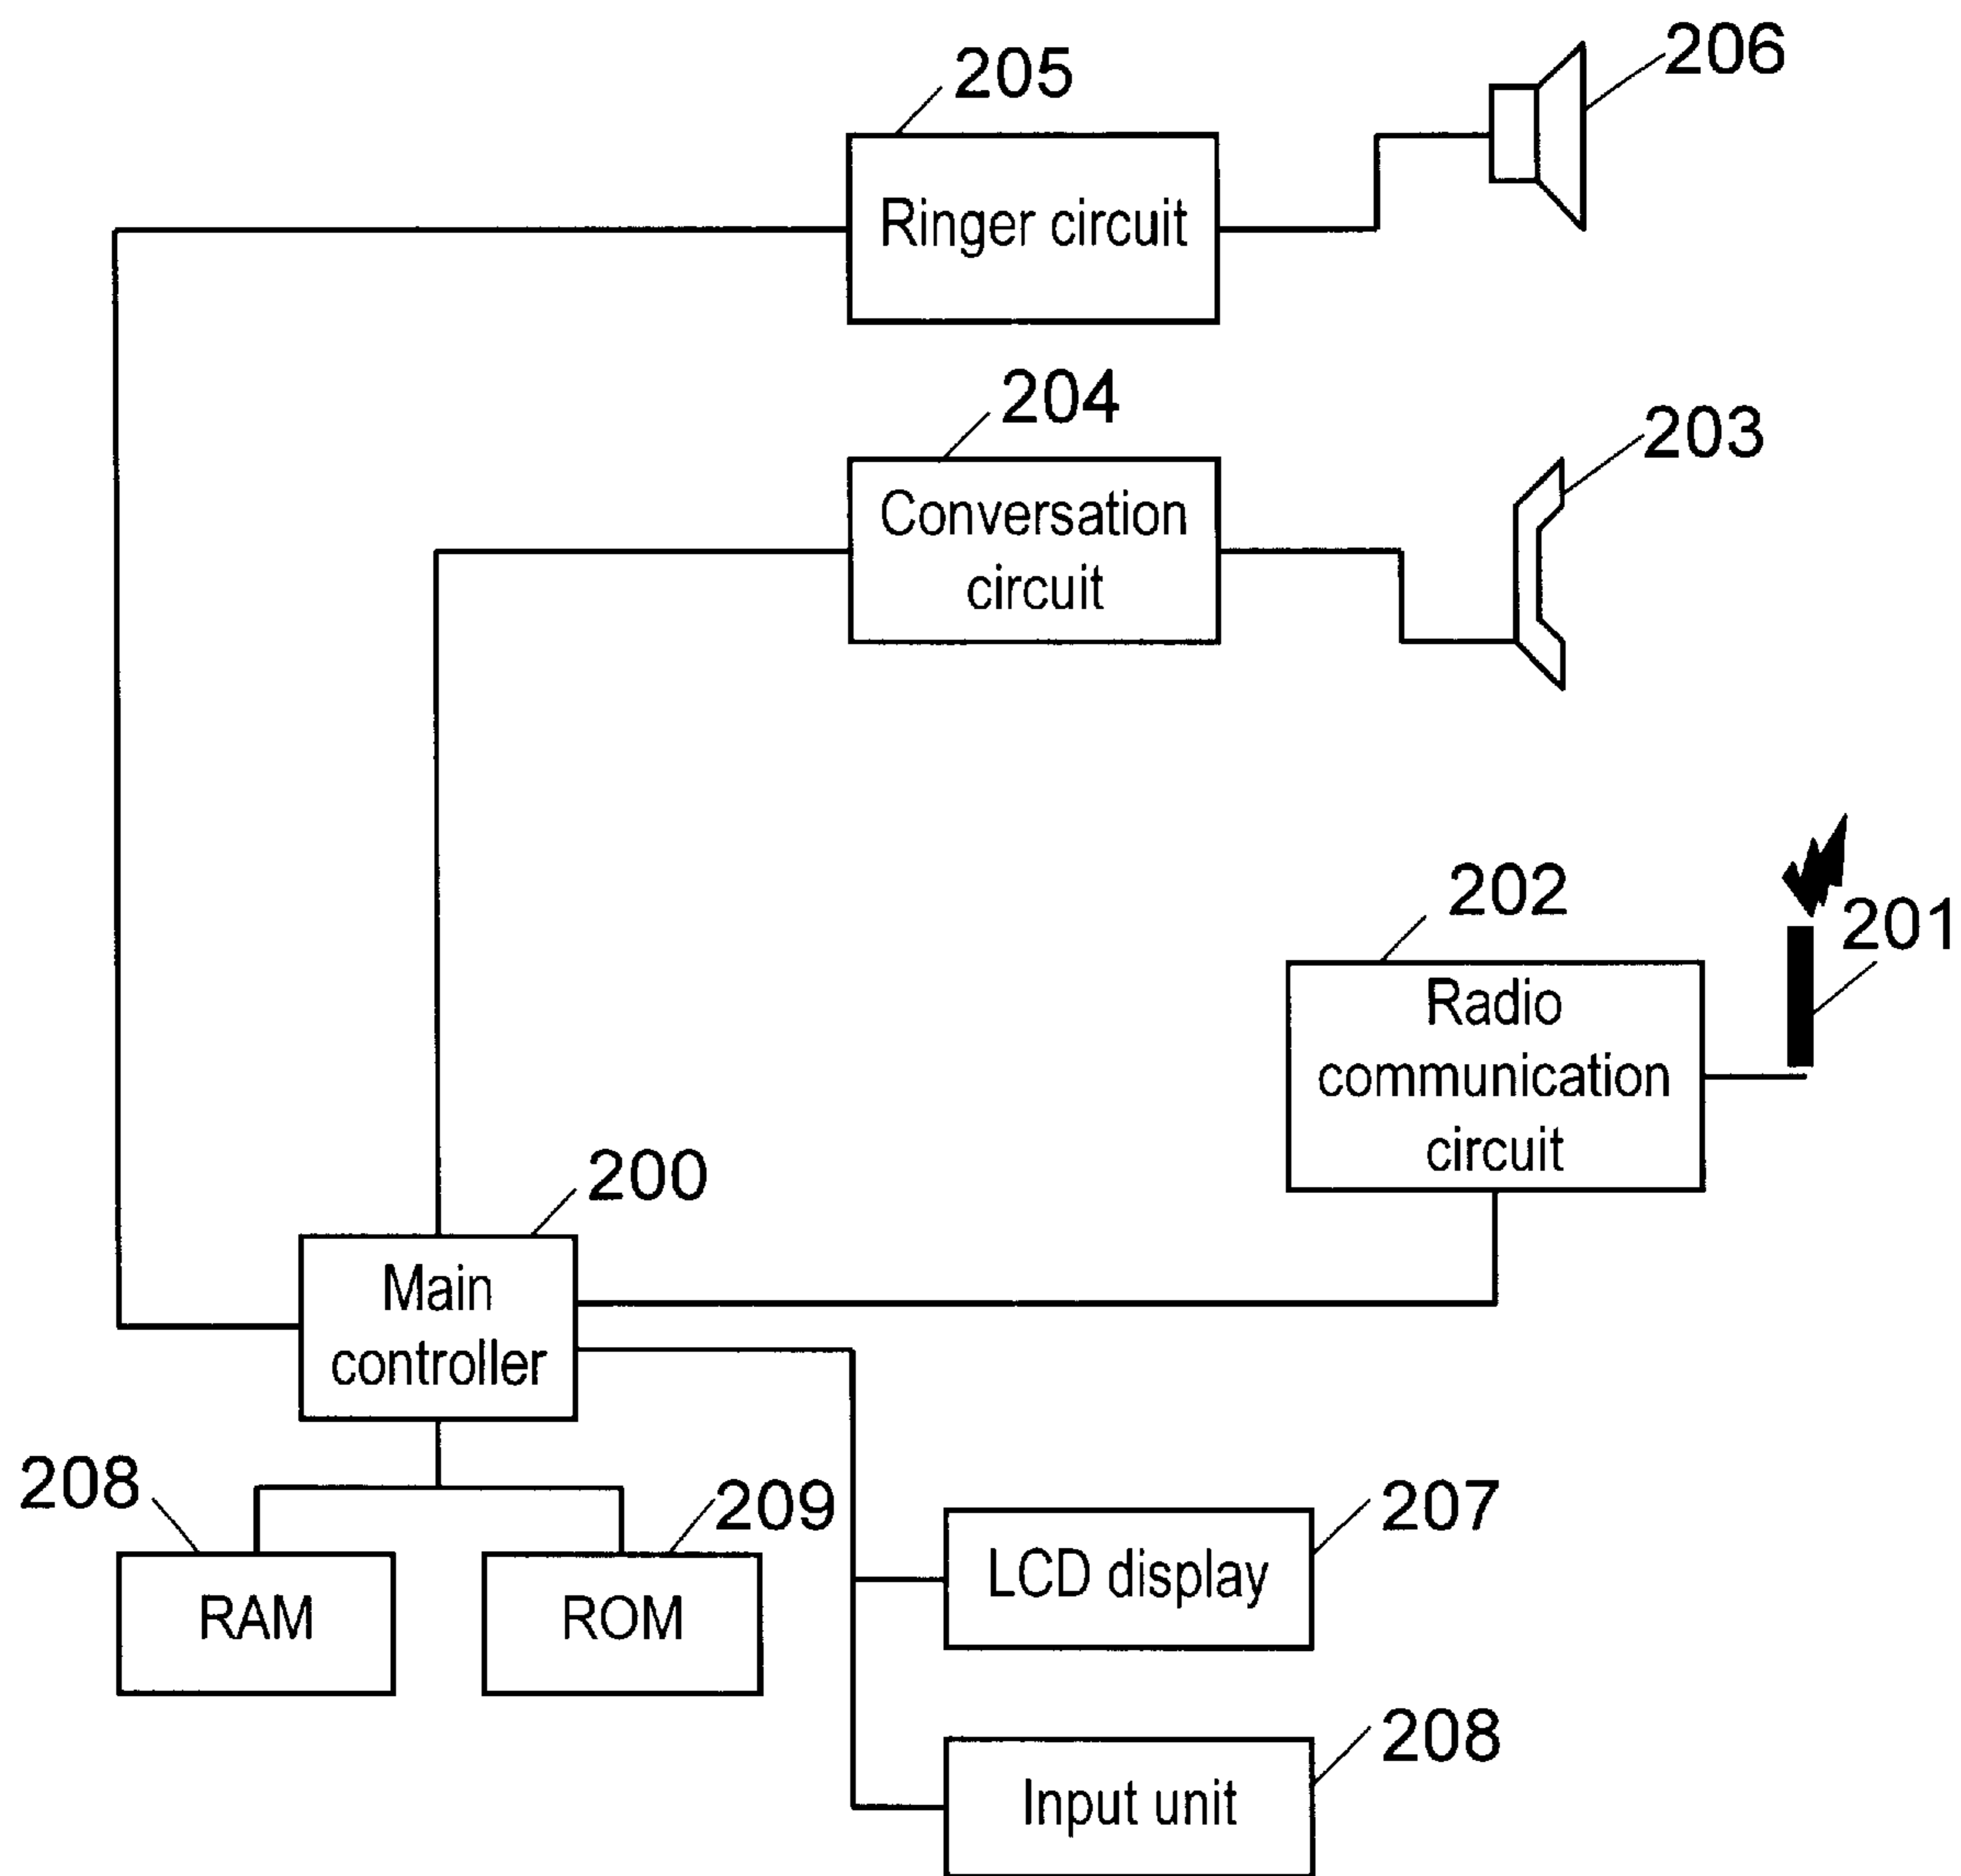 206
205
Ringer circuit
204
203
Conversation
circuit
202
201
Radio
communication
circuit
200
Main
controller
208
209
207
RAM
ROM
LCD display
208
Input unit